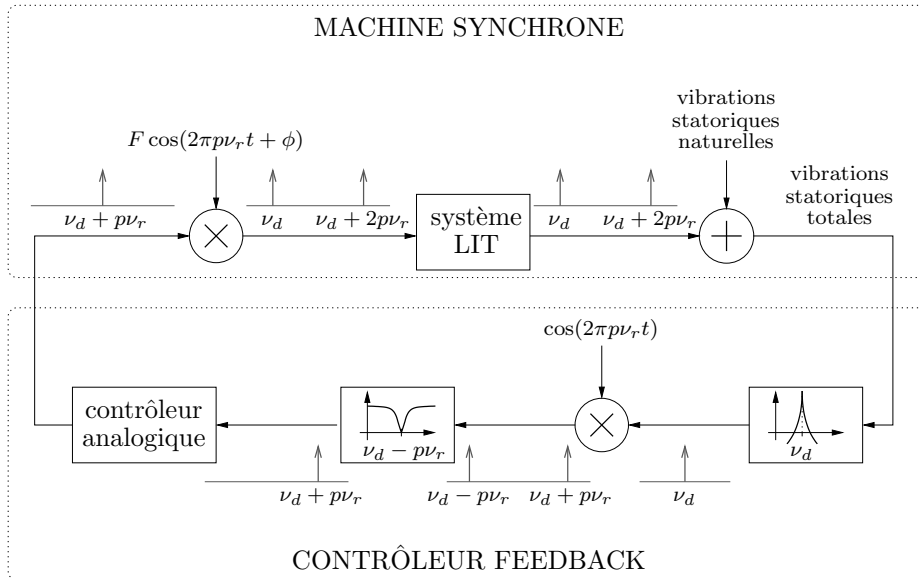 MACHINE SYNCHRONE
vibrations
statoriques
naturelles
F cos(2πpν_r t + ϕ)
vibrations
statoriques
totales
ν_d + pν_r
ν_d
ν_d + 2pν_r
système
LIT
ν_d
ν_d + 2pν_r
cos(2πpν_r t)
contrôleur
analogique
ν_d − pν_r
ν_d
ν_d + pν_r
ν_d − pν_r
ν_d + pν_r
ν_d
CONTRÔLEUR FEEDBACK